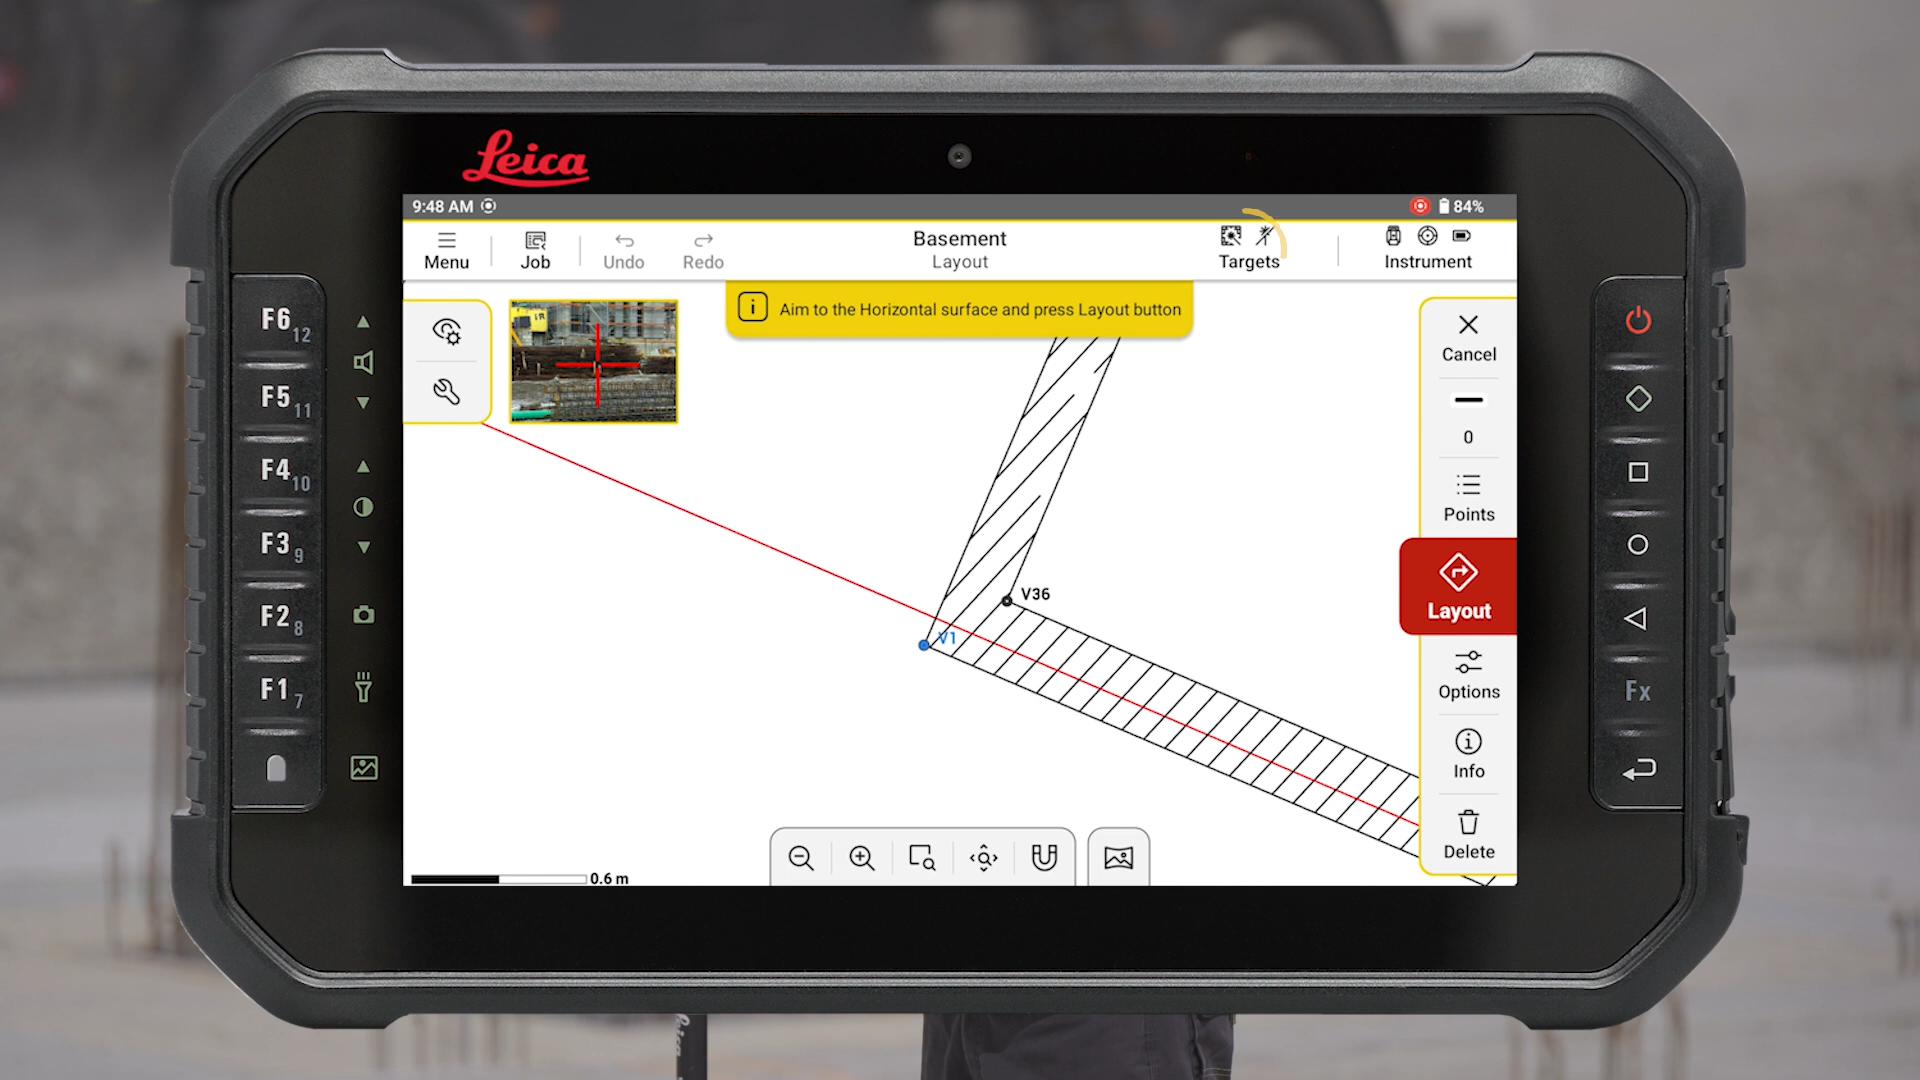 Leica
9:48 AM
84%
Menu
Job
Undo
Redo
Basement
Layout
Targets
Instrument
i Aim to the Horizontal surface and press Layout button
Cancel
0
Points
Layout
Options
Info
Delete
V36
V1
0.6 m
F6 12
F5 11
F4 10
F3 9
F2 8
F1 7
Fx